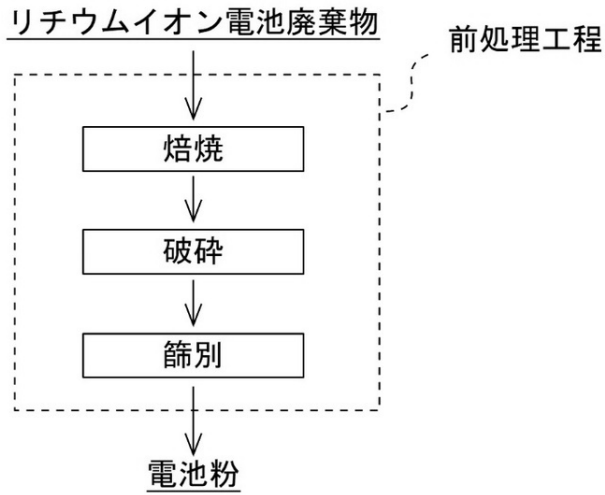 リチウムイオン電池廃棄物
前処理工程
焙焼
破砕
篩別
電池粉